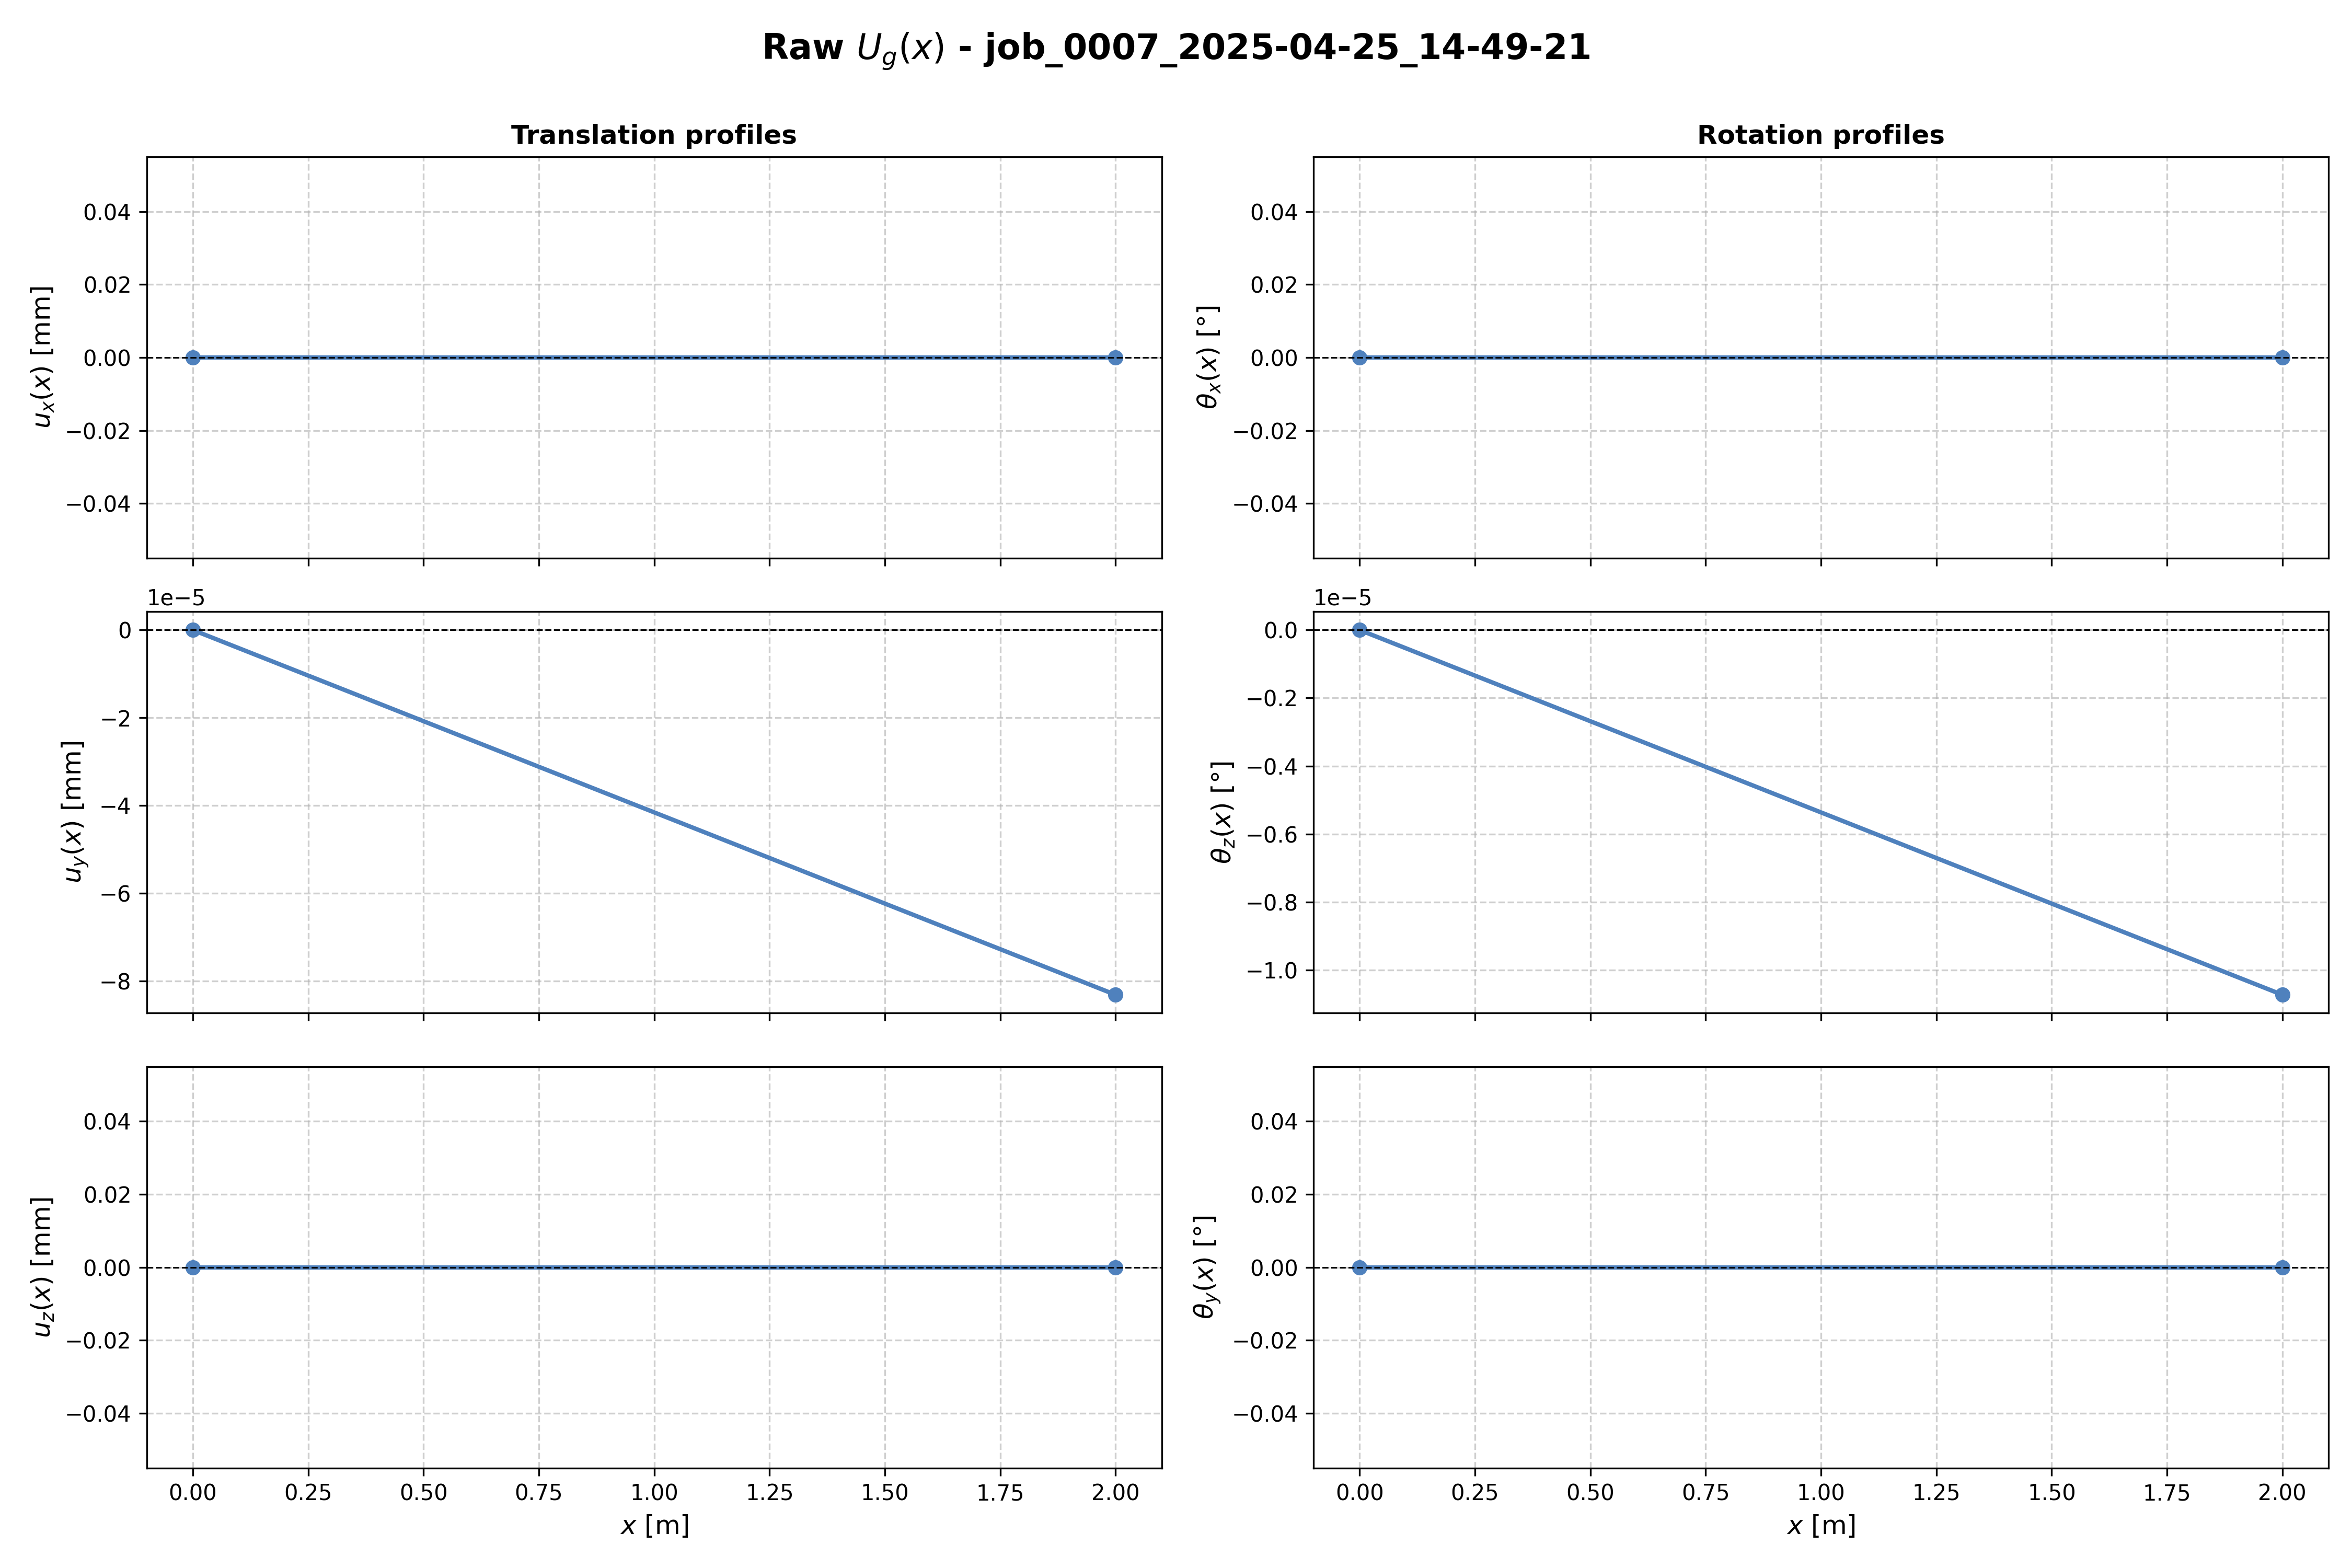 Raw U_g(x) - job_0007_2025-04-25_14-49-21
Translation profiles
Rotation profiles
u_x(x) [mm]
0.04
0.02
0.00
−0.02
−0.04
θ_x(x) [°]
0.04
0.02
0.00
−0.02
−0.04
1e−5
u_y(x) [mm]
0
−2
−4
−6
−8
1e−5
θ_z(x) [°]
0.0
−0.2
−0.4
−0.6
−0.8
−1.0
u_z(x) [mm]
0.04
0.02
0.00
−0.02
−0.04
0.00 0.25 0.50 0.75 1.00 1.25 1.50 1.75 2.00
x [m]
θ_y(x) [°]
0.04
0.02
0.00
−0.02
−0.04
0.00 0.25 0.50 0.75 1.00 1.25 1.50 1.75 2.00
x [m]